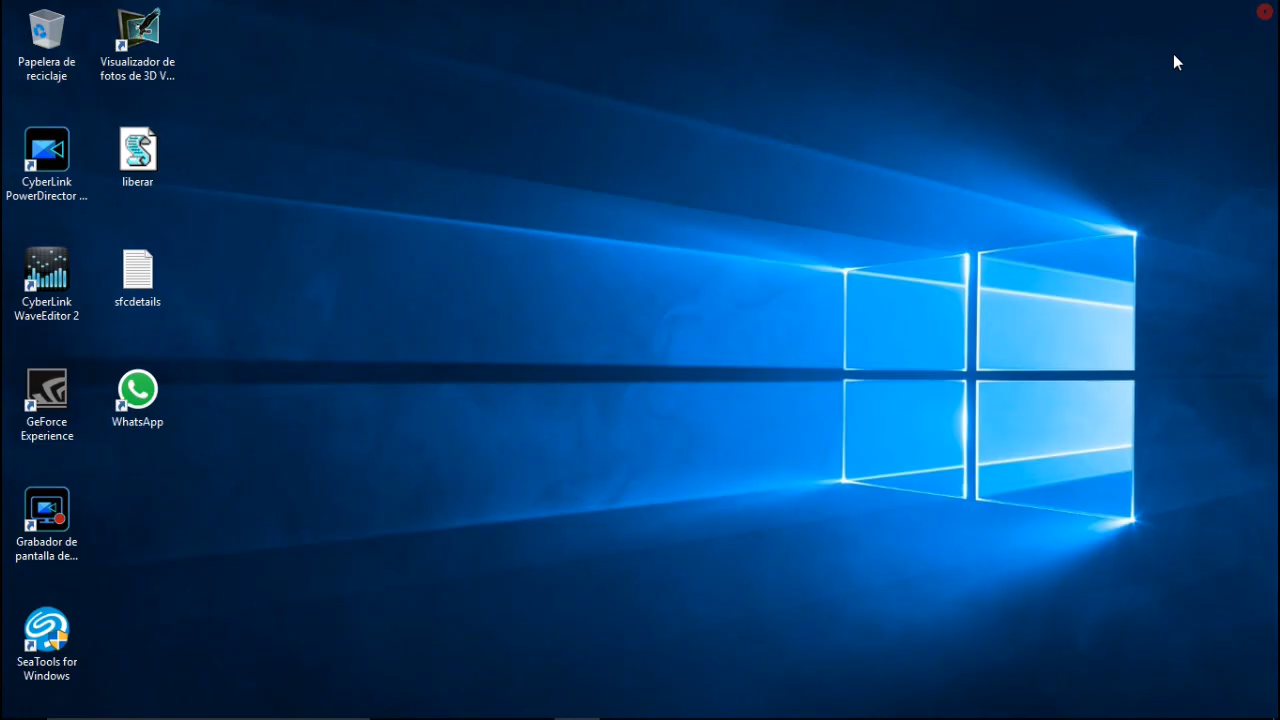 Papelera de
reciclaje
Visualizador de
fotos de 3D V...
CyberLink
PowerDirector ...
liberar
CyberLink
WaveEditor 2
sfcdetails
GeForce
Experience
WhatsApp
Grabador de
pantalla de...
SeaTools for
Windows